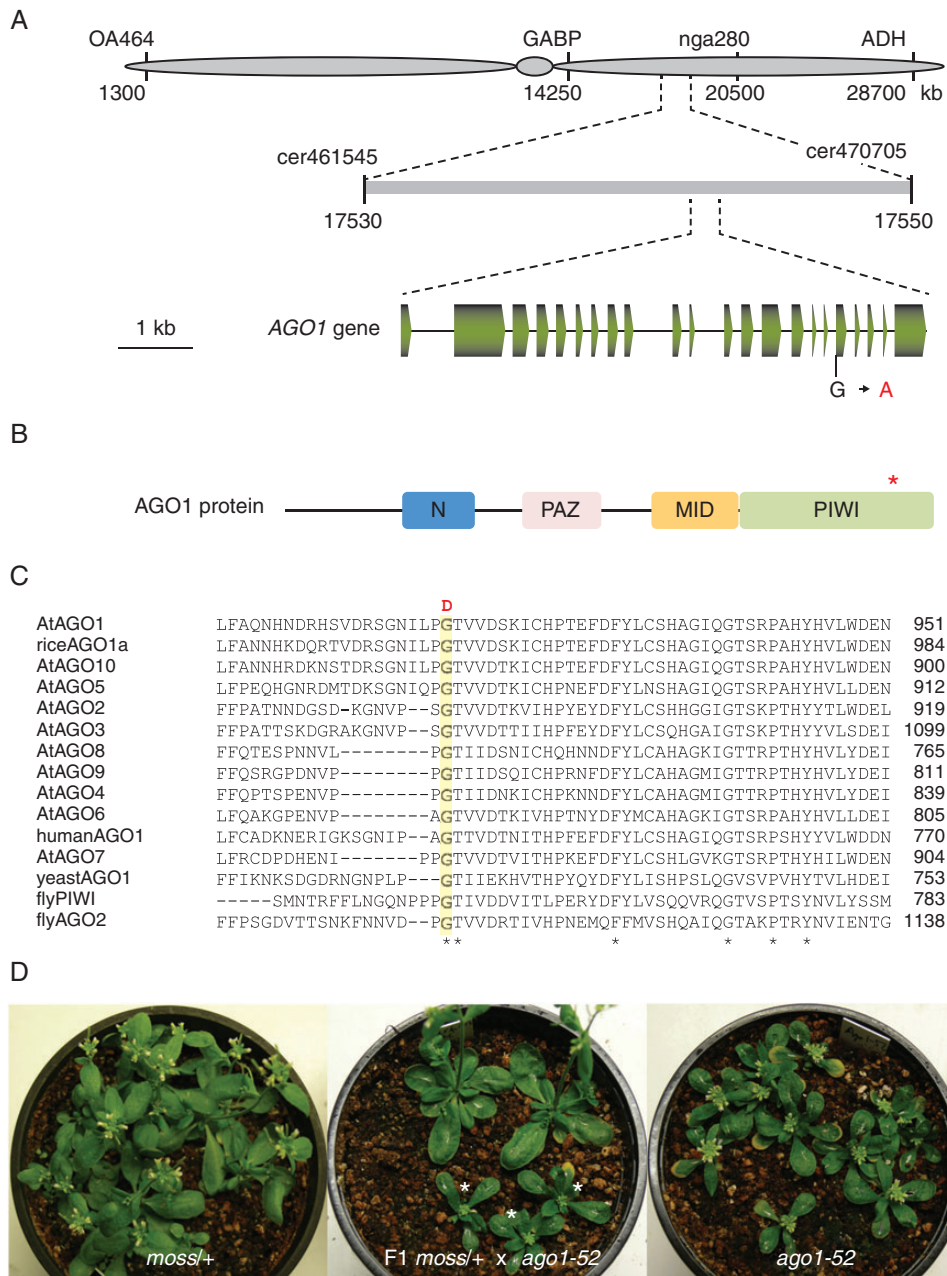 A
OA464 GABP nga280 ADH
1300 14250 20500 28700 kb
cer461545 cer470705
17530 17550
1 kb AGO1 gene
G → A
B
*
AGO1 protein N PAZ MID PIWI
C
D
AtAGO1 LFAQNHNDRHSVDRSGNILPGTVVDSKICHPTEFDFYLCSHAGIQGTSRPAHYHVLWDEN 951
riceAGO1a LFANNHKDQRTVDRSGNILPGTVVDSKICHPTEFDFYLCSHAGIQGTSRPAHYHVLWDEN 984
AtAGO10 LFANNHRDKNSTDRSGNILPGTVVDTKICHPTEFDFYLCSHAGIQGTSRPAHYHVLWDEN 900
AtAGO5 LFPEQHGNRDMTDKSGNIQPGTVVDTKICHPNEFDFYLNSHAGIQGTSRPAHYHVLLDEN 912
AtAGO2 FFPATNNDGSD-KGNVP--SGTVVDTKVIHPYEYDFYLCSHHGGIGTSKPTHYYTLWDEL 919
AtAGO3 FFPATTSKDGRAKGNVP--SGTVVDTTIIHPFEYDFYLCSQHGAIGTSKPTHYYVLSDEI 1099
AtAGO8 FFQTESPNNVL--------PGTIIDSNICHQHNNDFYLCAHAGKIGTTRPTHYHVLYDEI 765
AtAGO9 FFQSRGPDNVP--------PGTIIDSQICHPRNFDFYLCAHAGMIGTTRPTHYHVLYDEI 811
AtAGO4 FFQPTSPENVP--------PGTIIDNKICHPKNNDFYLCAHAGMIGTTRPTHYHVLYDEI 839
AtAGO6 LFQAKGPENVP--------AGTVIDTKIVHPTNYDFYMCAHAGKIGTSRPTHYHVLLDEI 805
humanAGO1 LFCADKNERIGKSGNIP--AGTTVDTNITHPFEFDFYLCSHAGIQGTSRPSHYYVLWDDN 770
AtAGO7 LFRCDPDHENI-------PPGTVVDTVITHPKEFDFYLCSHLGVKGTSRPTHYHILWDEN 904
yeastAGO1 FFIKNKSDGDRNGNPLP---GTIIEKHVTHPYQYDFYLISHPSLQGVSVPVHYTVLHDEI 753
flyPIWI -----SMNTRFFLNGQNPPPGTIVDDVITLPERYDFYLVSQQVRQGTVSPTSYNVLYSSM 783
flyAGO2 FFPSGDVTTSNKFNNVD--PGTVVDRTIVHPNEMQFFMVSHQAIQGTAKPTRYNVIENTG 1138
** * * * *
D
* * *
moss/+ F1 moss/+ x ago1-52 ago1-52